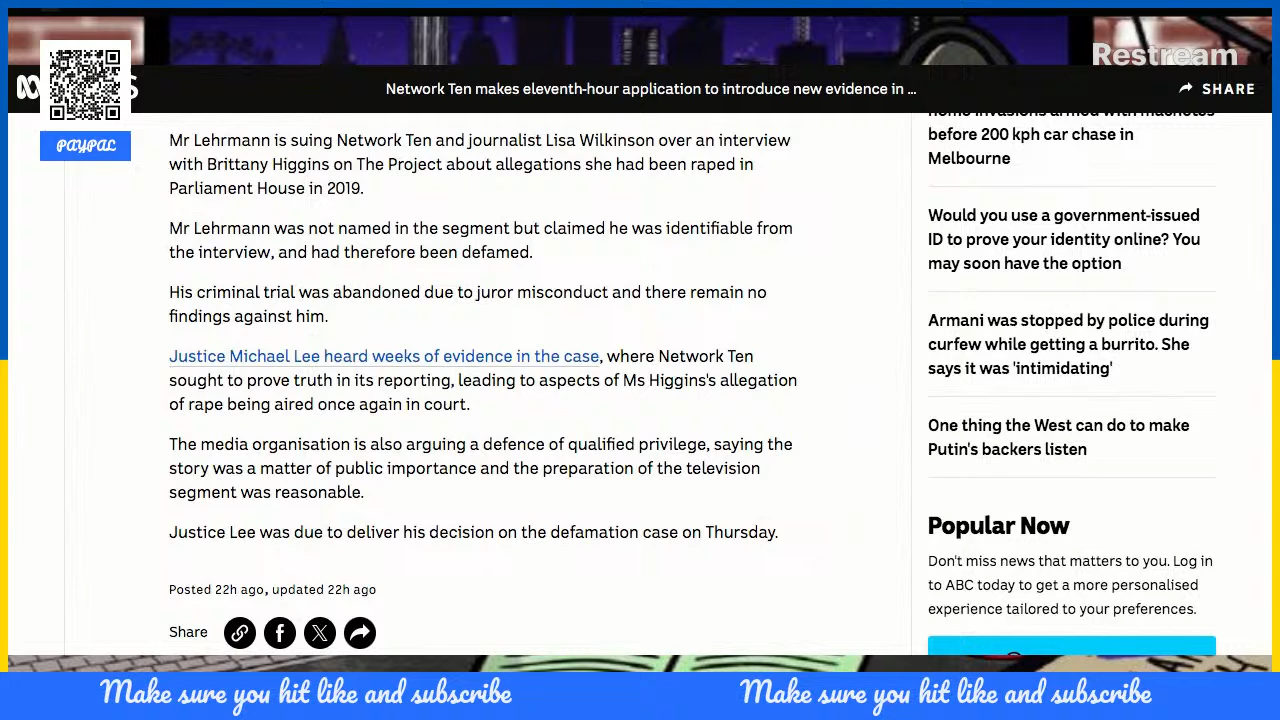 Restream
Network Ten makes eleventh-hour application to introduce new evidence in ...
SHARE
PAYPAL
Mr Lehrmann is suing Network Ten and journalist Lisa Wilkinson over an interview
with Brittany Higgins on The Project about allegations she had been raped in
Parliament House in 2019.
Mr Lehrmann was not named in the segment but claimed he was identifiable from
the interview, and had therefore been defamed.
His criminal trial was abandoned due to juror misconduct and there remain no
findings against him.
Justice Michael Lee heard weeks of evidence in the case, where Network Ten
sought to prove truth in its reporting, leading to aspects of Ms Higgins's allegation
of rape being aired once again in court.
The media organisation is also arguing a defence of qualified privilege, saying the
story was a matter of public importance and the preparation of the television
segment was reasonable.
Justice Lee was due to deliver his decision on the defamation case on Thursday.
Posted 22h ago, updated 22h ago
Share
home invasions armed with machetes
before 200 kph car chase in
Melbourne
Would you use a government-issued
ID to prove your identity online? You
may soon have the option
Armani was stopped by police during
curfew while getting a burrito. She
says it was 'intimidating'
One thing the West can do to make
Putin's backers listen
Popular Now
Don't miss news that matters to you. Log in
to ABC today to get a more personalised
experience tailored to your preferences.
Make sure you hit like and subscribe
Make sure you hit like and subscribe